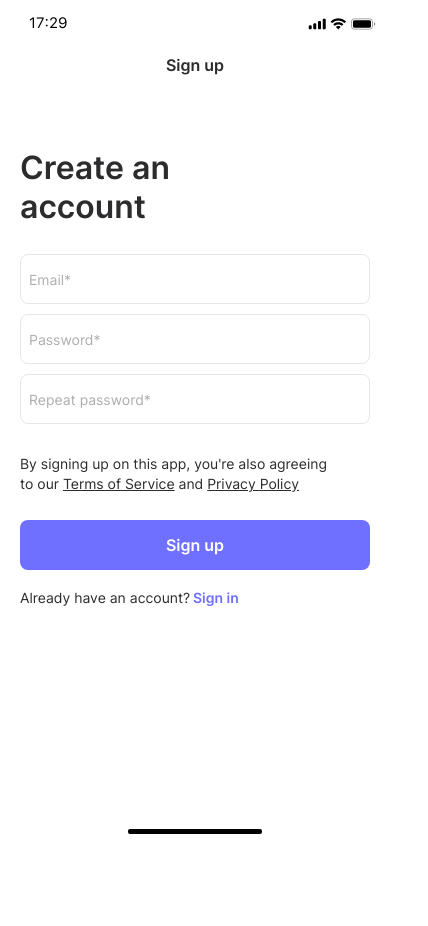 17:29
Sign up
Create an
account
Email*
Password*
Repeat password*
By signing up on this app, you're also agreeing
to our Terms of Service and Privacy Policy
Sign up
Already have an account? Sign in